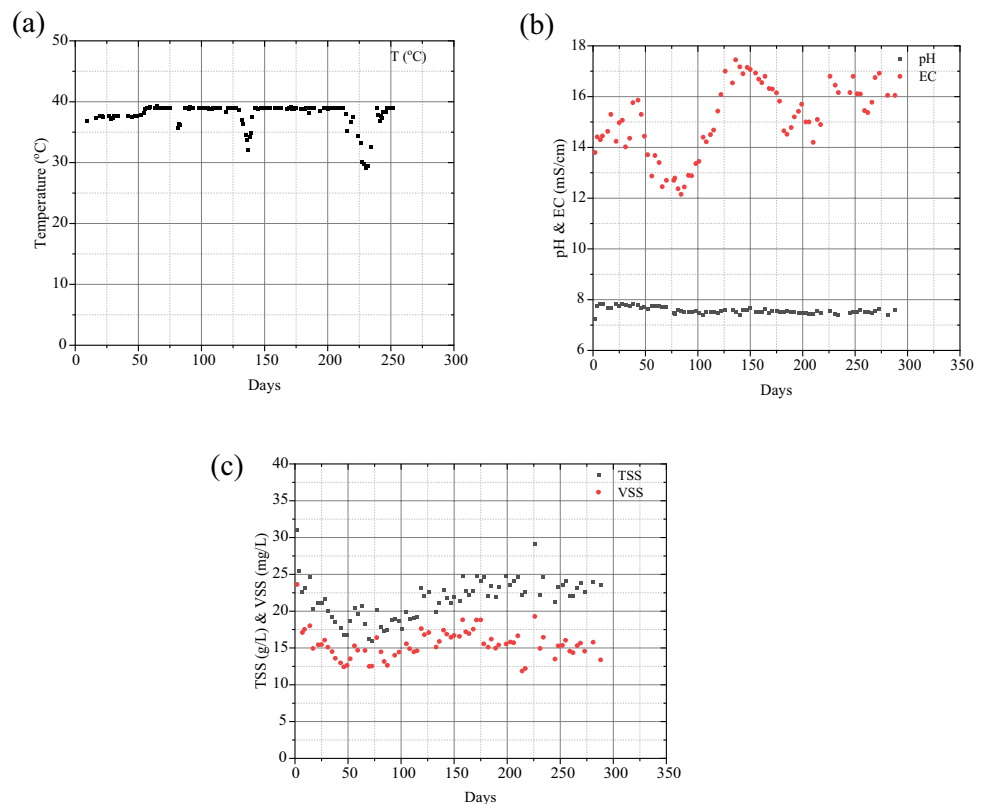 (a)
50
40
30
20
10
0
0 50 100 150 200 250 300
Temperature (°C)
Days
T (°C)
(b)
18
16
14
12
10
8
6
0 50 100 150 200 250 300 350
pH & EC (mS/cm)
Days
pH
EC
(c)
40
35
30
25
20
15
10
5
0
0 50 100 150 200 250 300 350
TSS (g/L) & VSS (mg/L)
Days
TSS
VSS